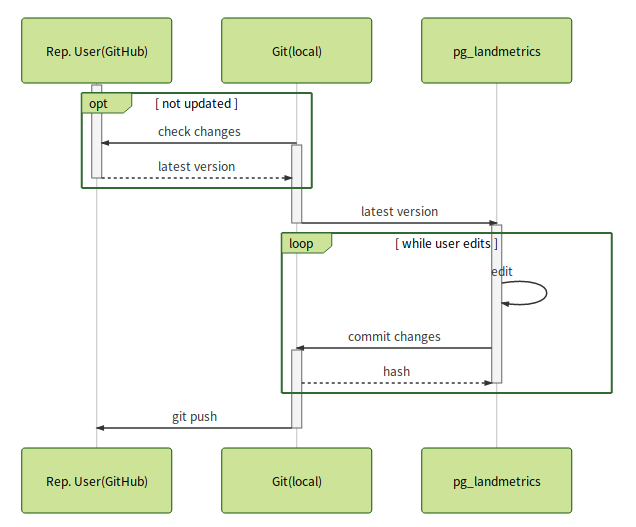 Rep. User(GitHub)
Git(local)
pg_landmetrics
opt
[ not updated ]
check changes
latest version
latest version
loop
[ while user edits ]
edit
commit changes
hash
git push
Rep. User(GitHub)
Git(local)
pg_landmetrics